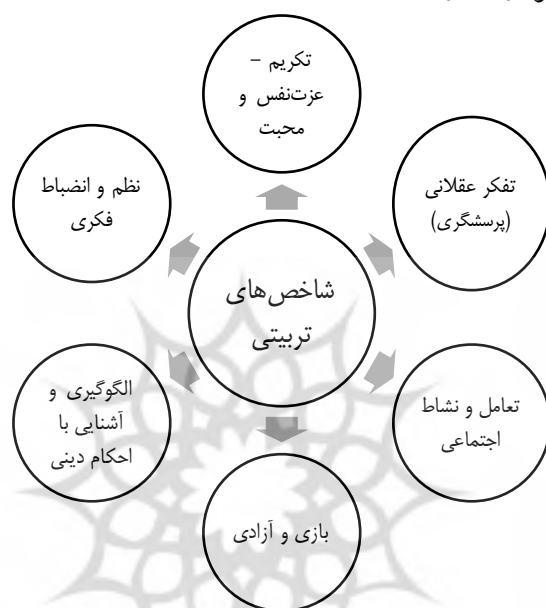 تکریم –
عزت‌نفس و
محبت
تفکر عقلانی
(پرسشگری)
نظم و انضباط
فکری
شاخص‌های
تربیتی
تعامل و نشاط
اجتماعی
الگوگیری و
آشنایی با
احکام دینی
بازی و آزادی